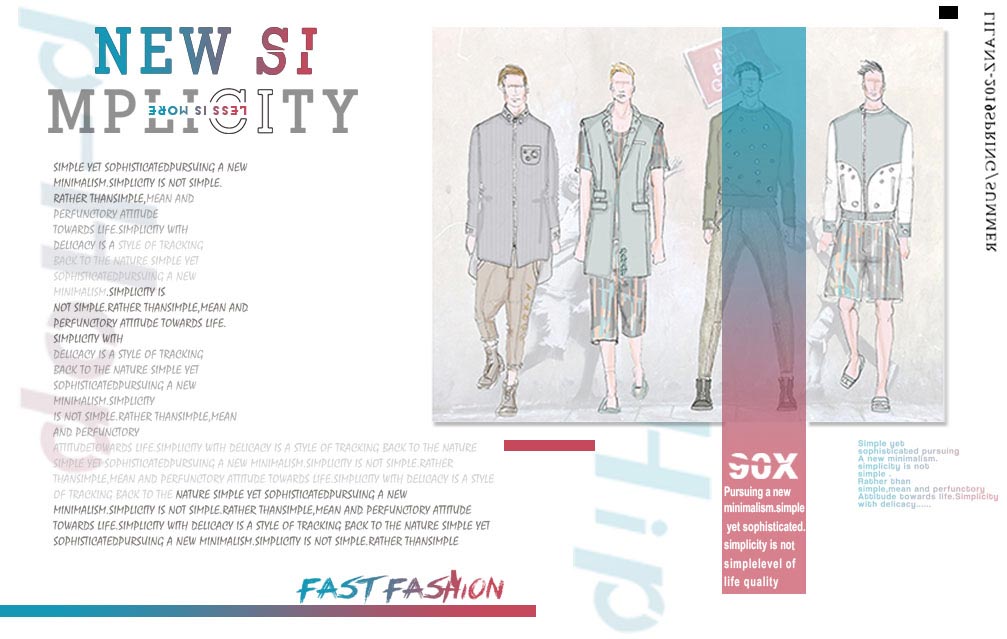 NEW SI
MPLICITY
LESS IS MORE
SIMPLE YET SOPHISTICATEDPURSUING A NEW
MINIMALISM.SIMPLICITY IS NOT SIMPLE.
RATHER THANSIMPLE,MEAN AND
PERFUNCTORY ATTITUDE
TOWARDS LIFE.SIMPLICITY WITH
DELICACY IS A STYLE OF TRACKING
BACK TO THE NATURE SIMPLE YET
SOPHISTICATEDPURSUING A NEW
MINIMALISM.SIMPLICITY IS
NOT SIMPLE.RATHER THANSIMPLE,MEAN AND
PERFUNCTORY ATTITUDE TOWARDS LIFE.
SIMPLICITY WITH
DELICACY IS A STYLE OF TRACKING
BACK TO THE NATURE SIMPLE YET
SOPHISTICATEDPURSUING A NEW
MINIMALISM.SIMPLICITY
IS NOT SIMPLE.RATHER THANSIMPLE,MEAN
AND PERFUNCTORY
ATTITUDETOWARDS LIFE.SIMPLICITY WITH DELICACY IS A STYLE OF TRACKING BACK TO THE NATURE
SIMPLE YET SOPHISTICATEDPURSUING A NEW MINIMALISM.SIMPLICITY IS NOT SIMPLE.RATHER
THANSIMPLE,MEAN AND PERFUNCTORY ATTITUDE TOWARDS LIFE.SIMPLICITY WITH DELICACY IS A STYLE
OF TRACKING BACK TO THE NATURE SIMPLE YET SOPHISTICATEDPURSUING A NEW
MINIMALISM.SIMPLICITY IS NOT SIMPLE.RATHER THANSIMPLE,MEAN AND PERFUNCTORY ATTITUDE
TOWARDS LIFE.SIMPLICITY WITH DELICACY IS A STYLE OF TRACKING BACK TO THE NATURE SIMPLE YET
SOPHISTICATEDPURSUING A NEW MINIMALISM.SIMPLICITY IS NOT SIMPLE.RATHER THANSIMPLE
FAST FASHION
LILANZ-2016SPRING/SUMMER
90X
Pursuing a new
minimalism.simple
yet sophisticated.
simplicity is not
simplelevel of
life quality
Simple yet
sophisticated pursuing
A new minimalism.
simplicity is not
simple .
Rather than
simple,mean and perfunctory
Attitude towards life.Simplicity
with delicacy.....